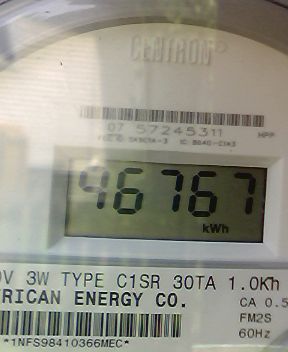 CENTRON
07 57245311 HPP
46767
kWh
0V 3W TYPE C1SR 30TA 1.0Kh
RICAN ENERGY CO.
CA 0.5
FM2S
60Hz
*1NFS98410366MEC*